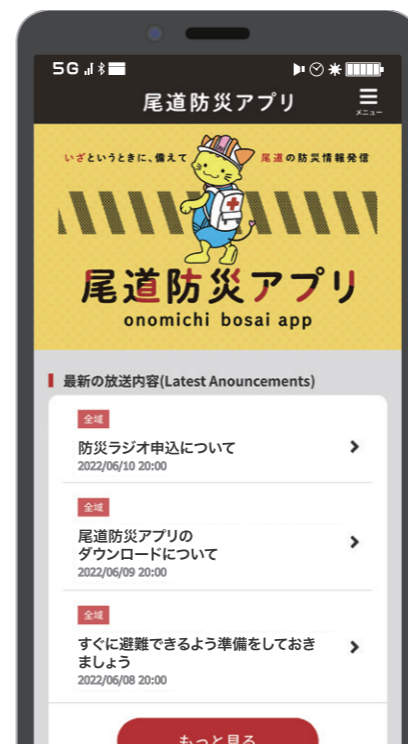 5G
尾道防災アプリ
メニュー
いざというときに、備えて
尾道の防災情報発信
尾道防災アプリ
onomichi bosai app
最新の放送内容(Latest Anouncements)
全域
防災ラジオ申込について
2022/06/10 20:00
全域
尾道防災アプリの
ダウンロードについて
2022/06/09 20:00
全域
すぐに避難できるよう準備をしておき
ましょう
2022/06/08 20:00
もっと見る